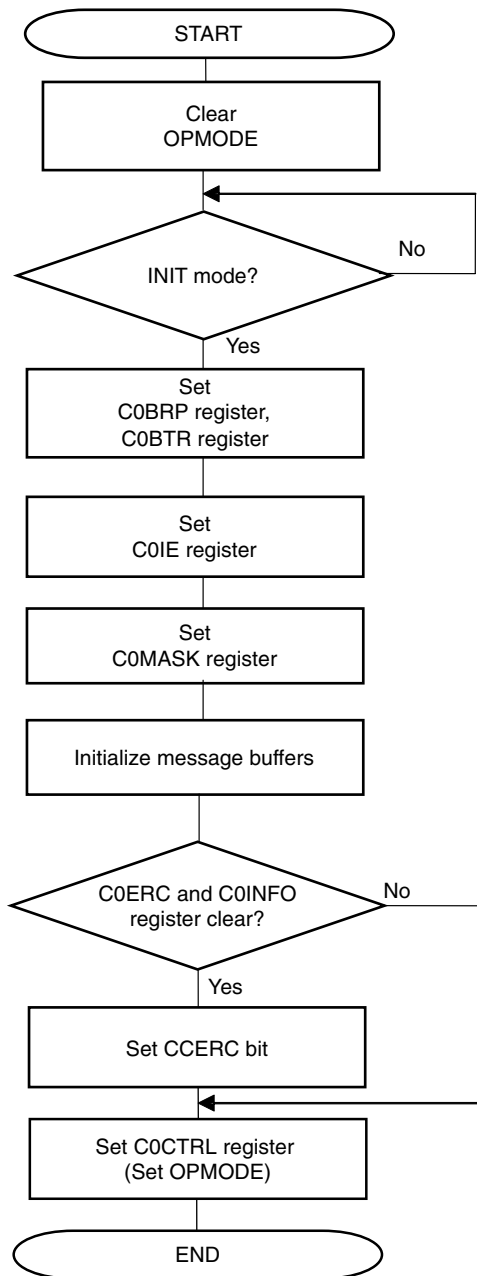 START
Clear
OPMODE
No
INIT mode?
Yes
Set
C0BRP register,
C0BTR register
Set
C0IE register
Set
C0MASK register
Initialize message buffers
C0ERC and C0INFO
register clear?
No
Yes
Set CCERC bit
Set C0CTRL register
(Set OPMODE)
END